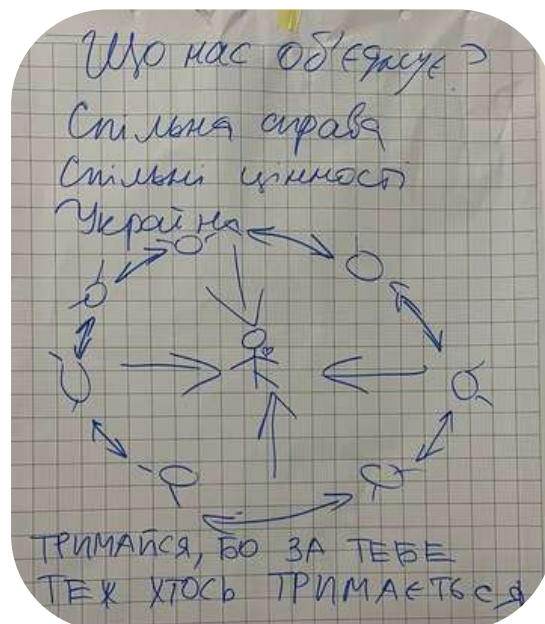 Що нас об'єднує?
Спільна справа
Спільні цінності
Україна
ТРИМАЙСЯ, БО ЗА ТЕБЕ
ТЕЖ ХТОСЬ ТРИМАЄТЬСЯ